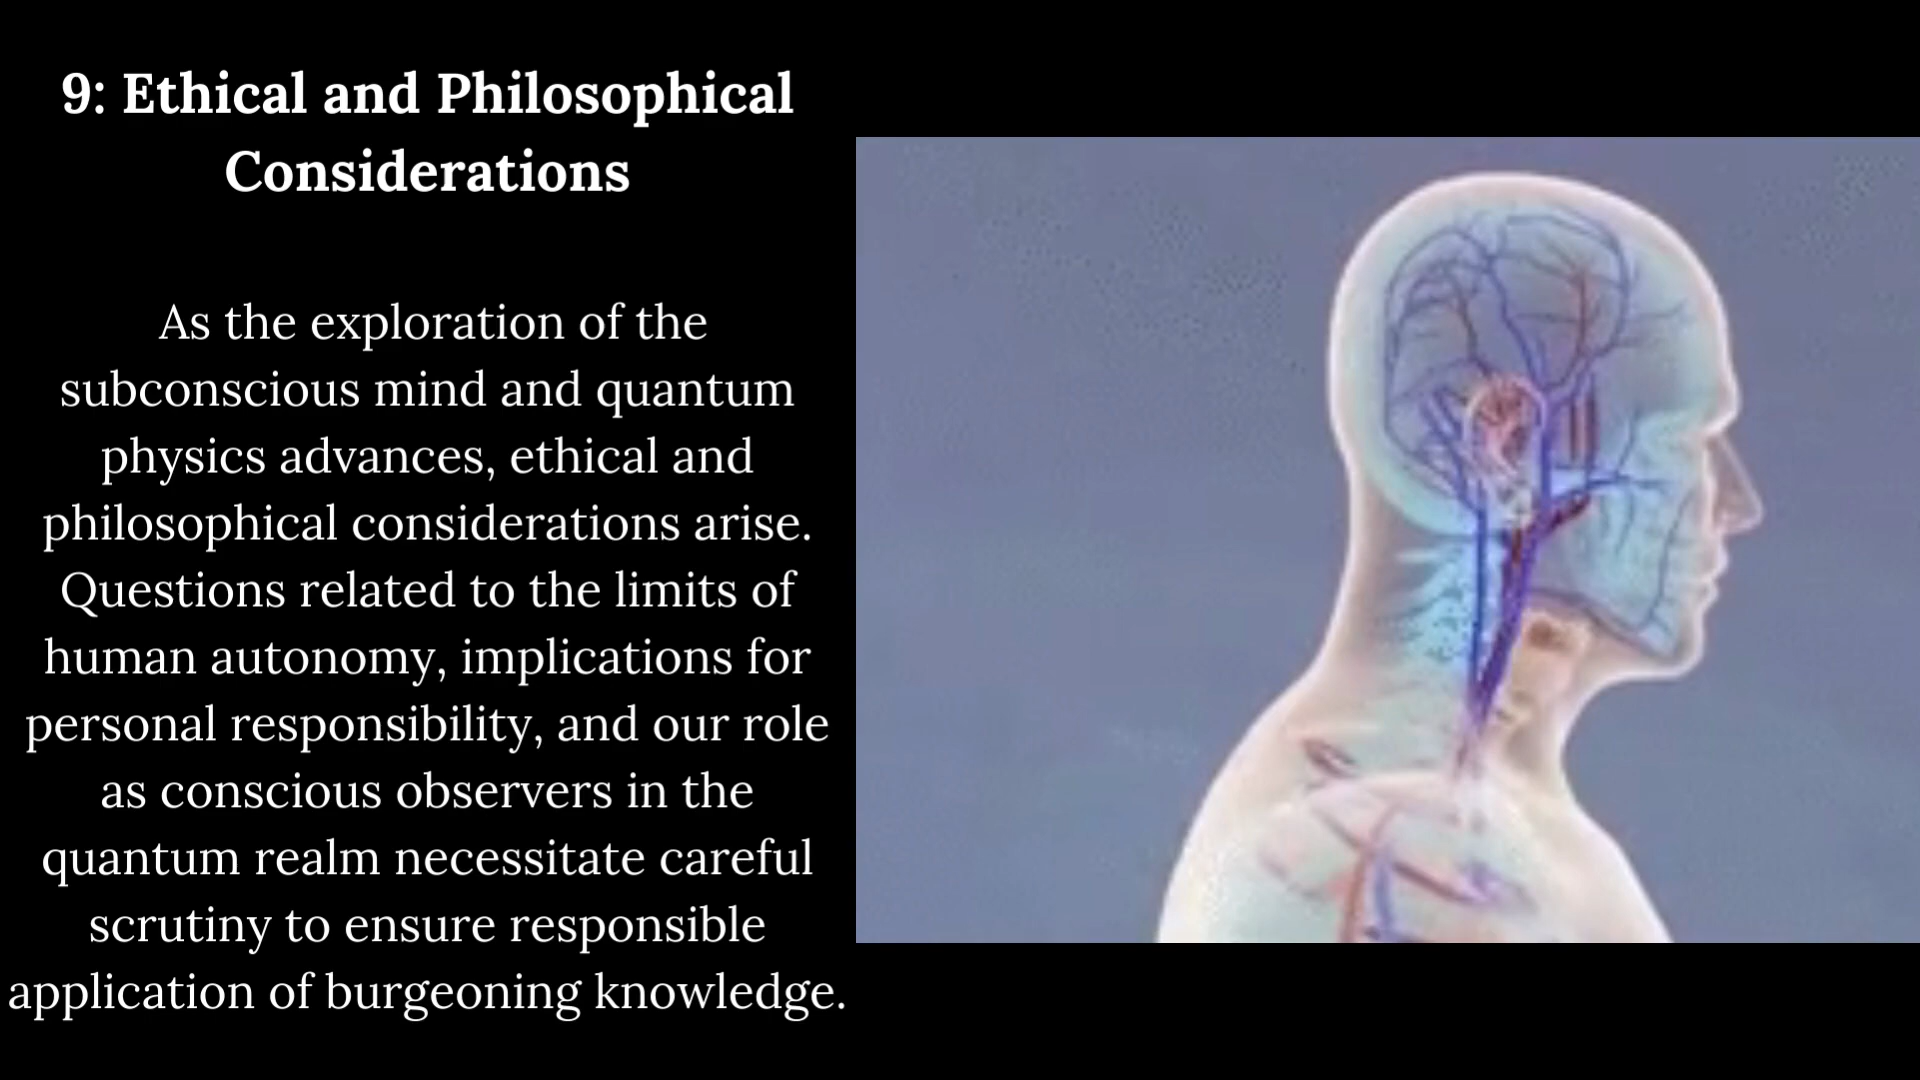 9: Ethical and Philosophical
Considerations
As the exploration of the
subconscious mind and quantum
physics advances, ethical and
philosophical considerations arise.
Questions related to the limits of
human autonomy, implications for
personal responsibility, and our role
as conscious observers in the
quantum realm necessitate careful
scrutiny to ensure responsible
application of burgeoning knowledge.